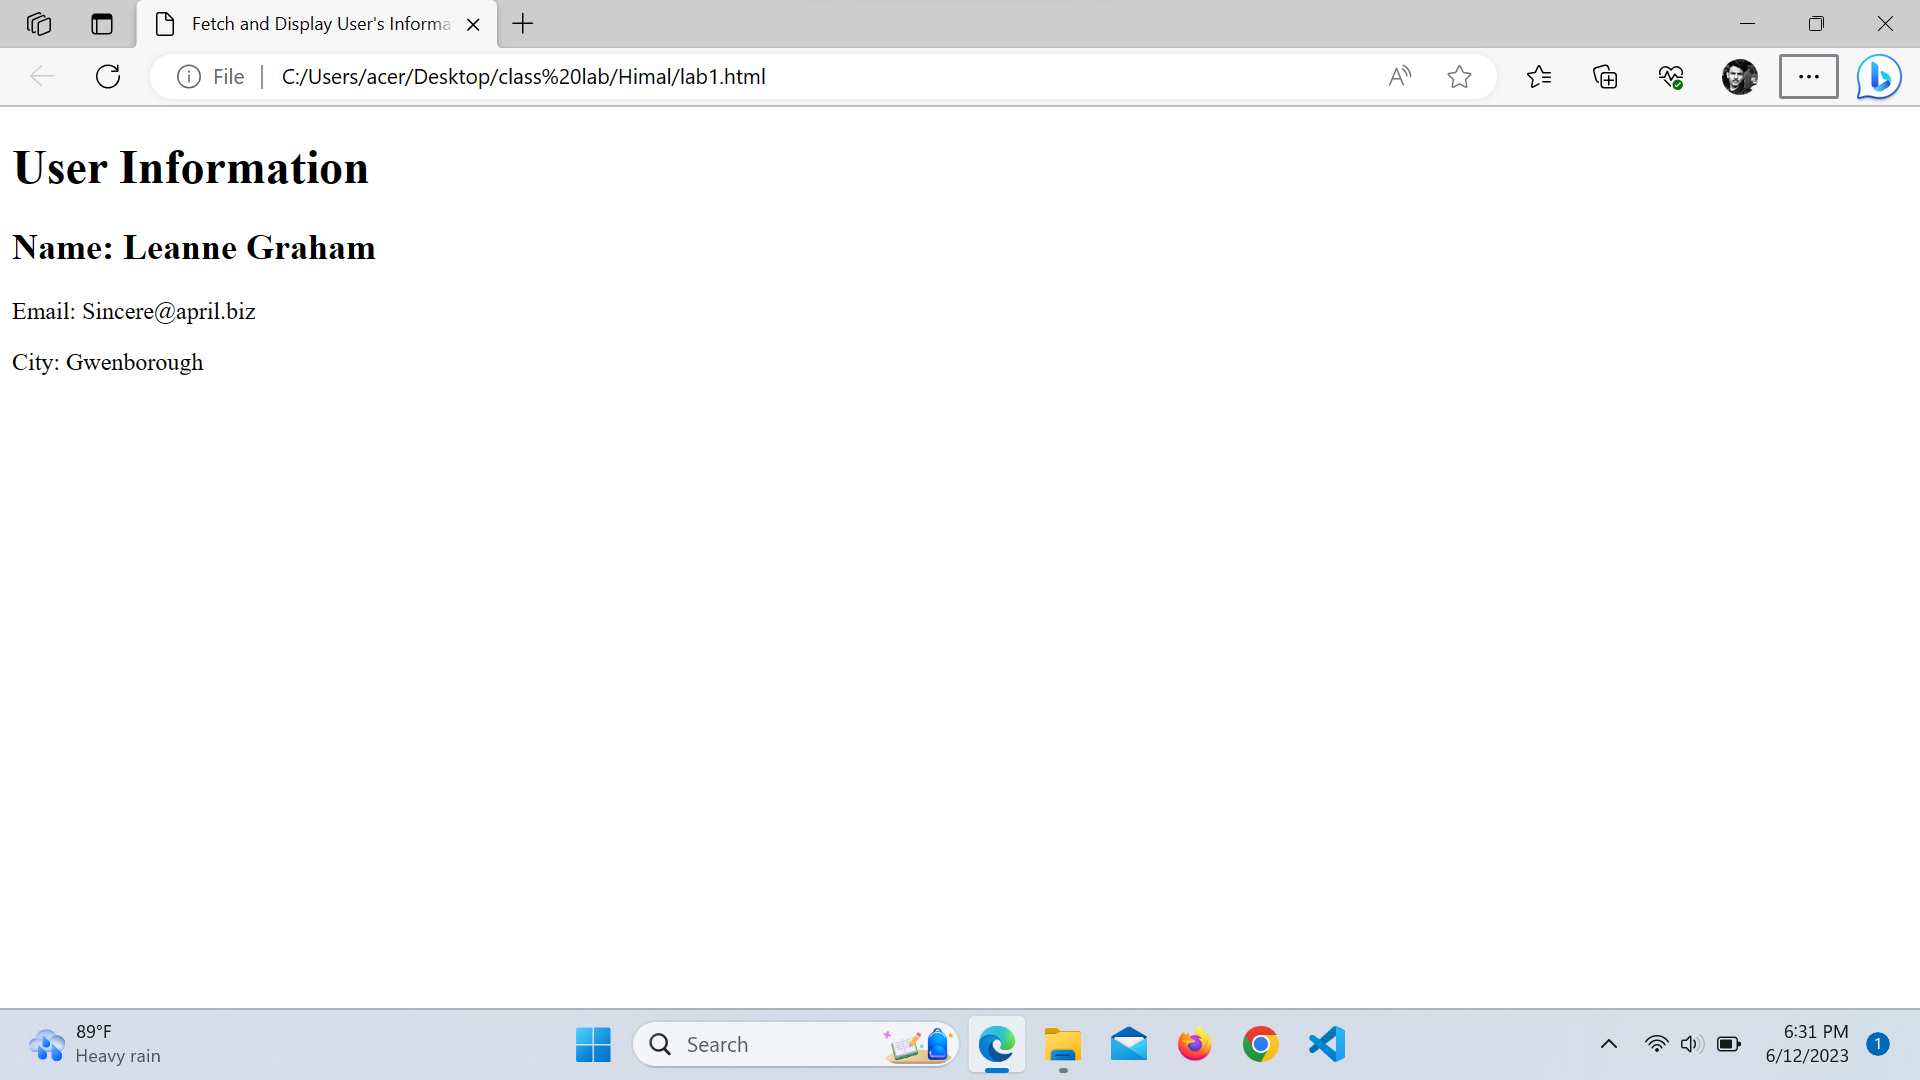 Fetch and Display User's Informa
File
C:/Users/acer/Desktop/class%20lab/Himal/lab1.html
User Information
Name: Leanne Graham
Email: Sincere@april.biz
City: Gwenborough
89°F
Heavy rain
Search
6:31 PM
6/12/2023
1